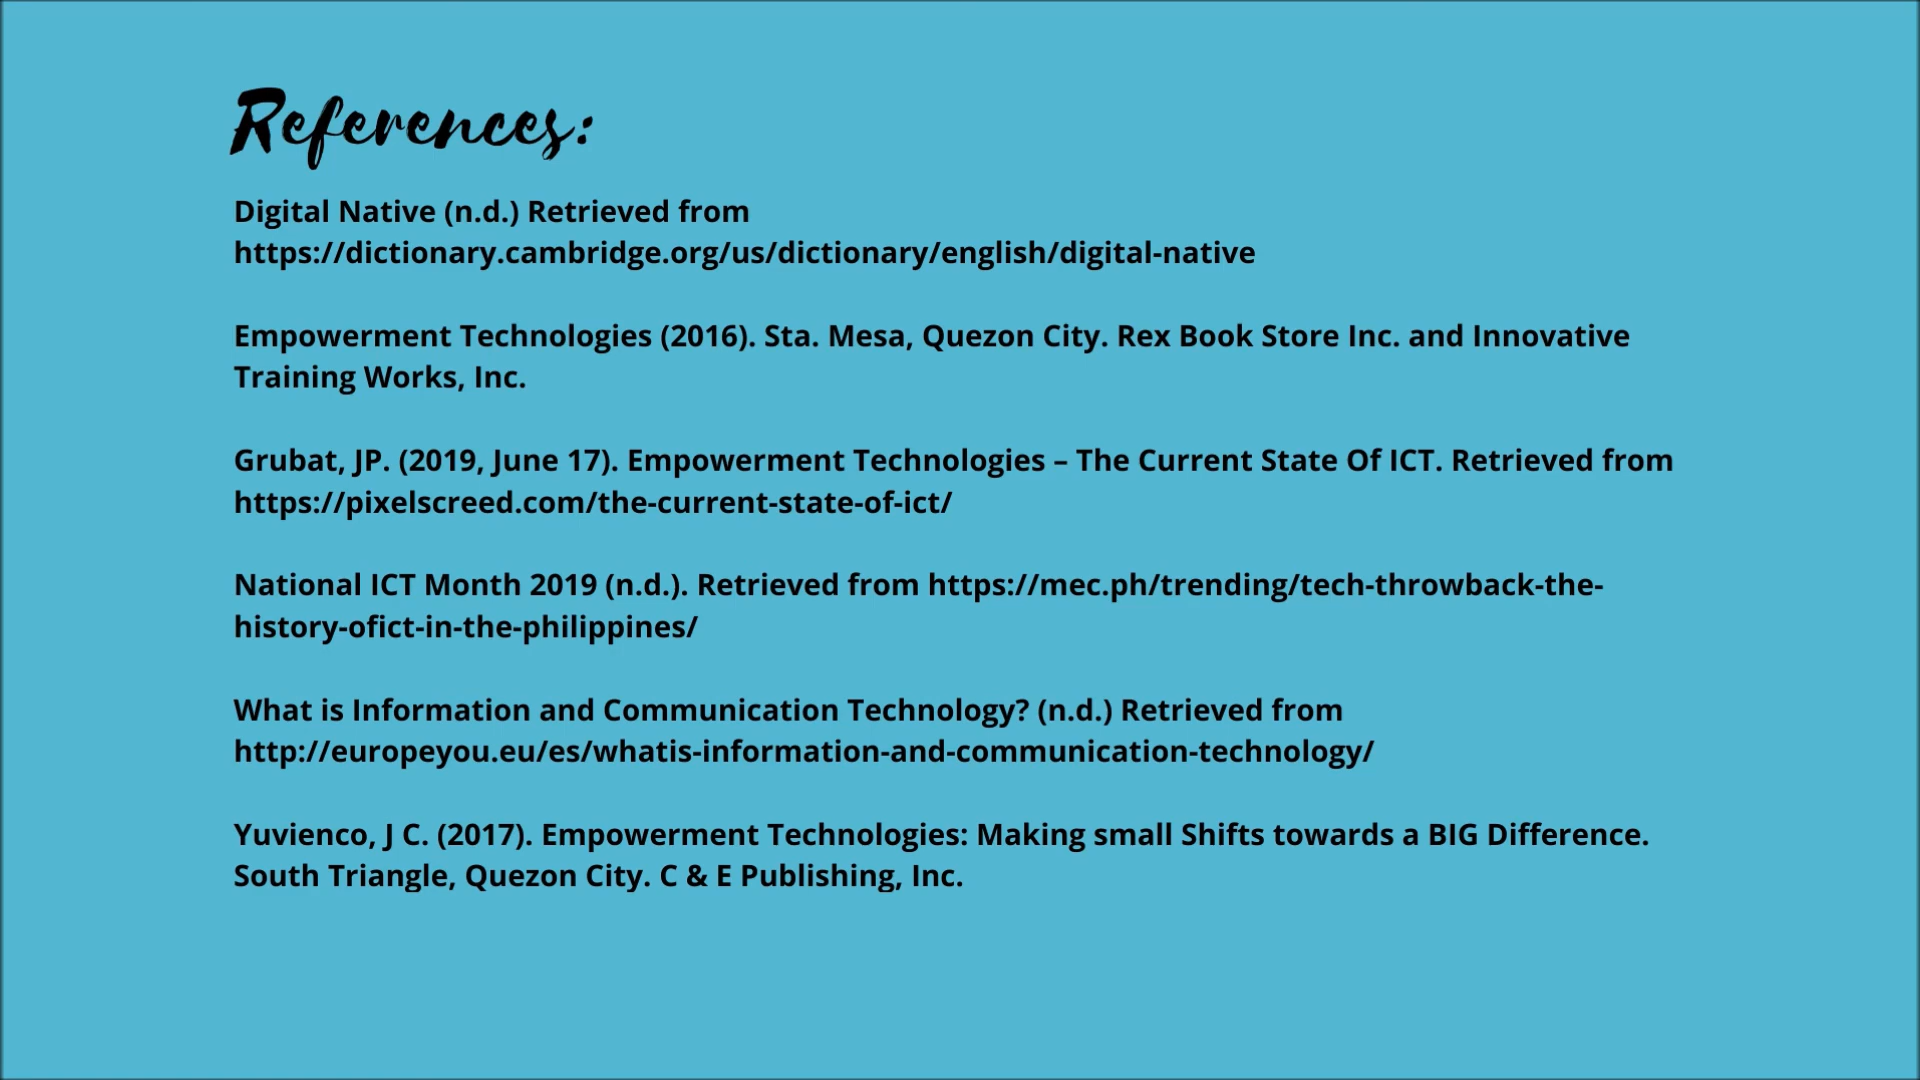 References:
Digital Native (n.d.) Retrieved from
https://dictionary.cambridge.org/us/dictionary/english/digital-native
Empowerment Technologies (2016). Sta. Mesa, Quezon City. Rex Book Store Inc. and Innovative
Training Works, Inc.
Grubat, JP. (2019, June 17). Empowerment Technologies – The Current State Of ICT. Retrieved from
https://pixelscreed.com/the-current-state-of-ict/
National ICT Month 2019 (n.d.). Retrieved from https://mec.ph/trending/tech-throwback-the-
history-ofict-in-the-philippines/
What is Information and Communication Technology? (n.d.) Retrieved from
http://europeyou.eu/es/whatis-information-and-communication-technology/
Yuvienco, J C. (2017). Empowerment Technologies: Making small Shifts towards a BIG Difference.
South Triangle, Quezon City. C & E Publishing, Inc.